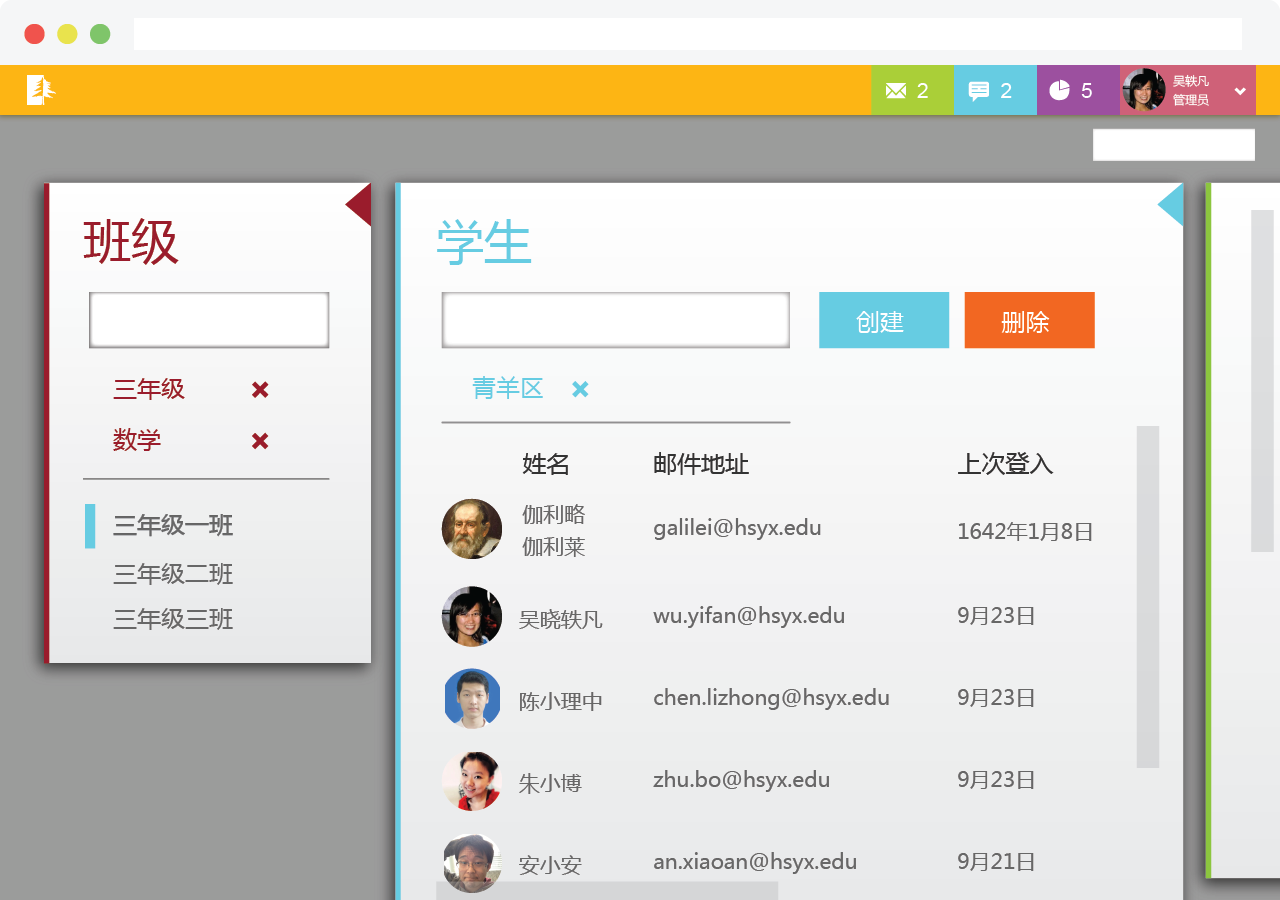 2
2
5
吴轶凡
管理员
班级
三年级
数学
三年级一班
三年级二班
三年级三班
学生
创建
删除
青羊区
姓名 邮件地址 上次登入
伽利略
伽利莱
galilei@hsyx.edu
1642年1月8日
吴晓轶凡 wu.yifan@hsyx.edu 9月23日
陈小理中 chen.lizhong@hsyx.edu 9月23日
朱小博 zhu.bo@hsyx.edu 9月23日
安小安 an.xiaoan@hsyx.edu 9月21日